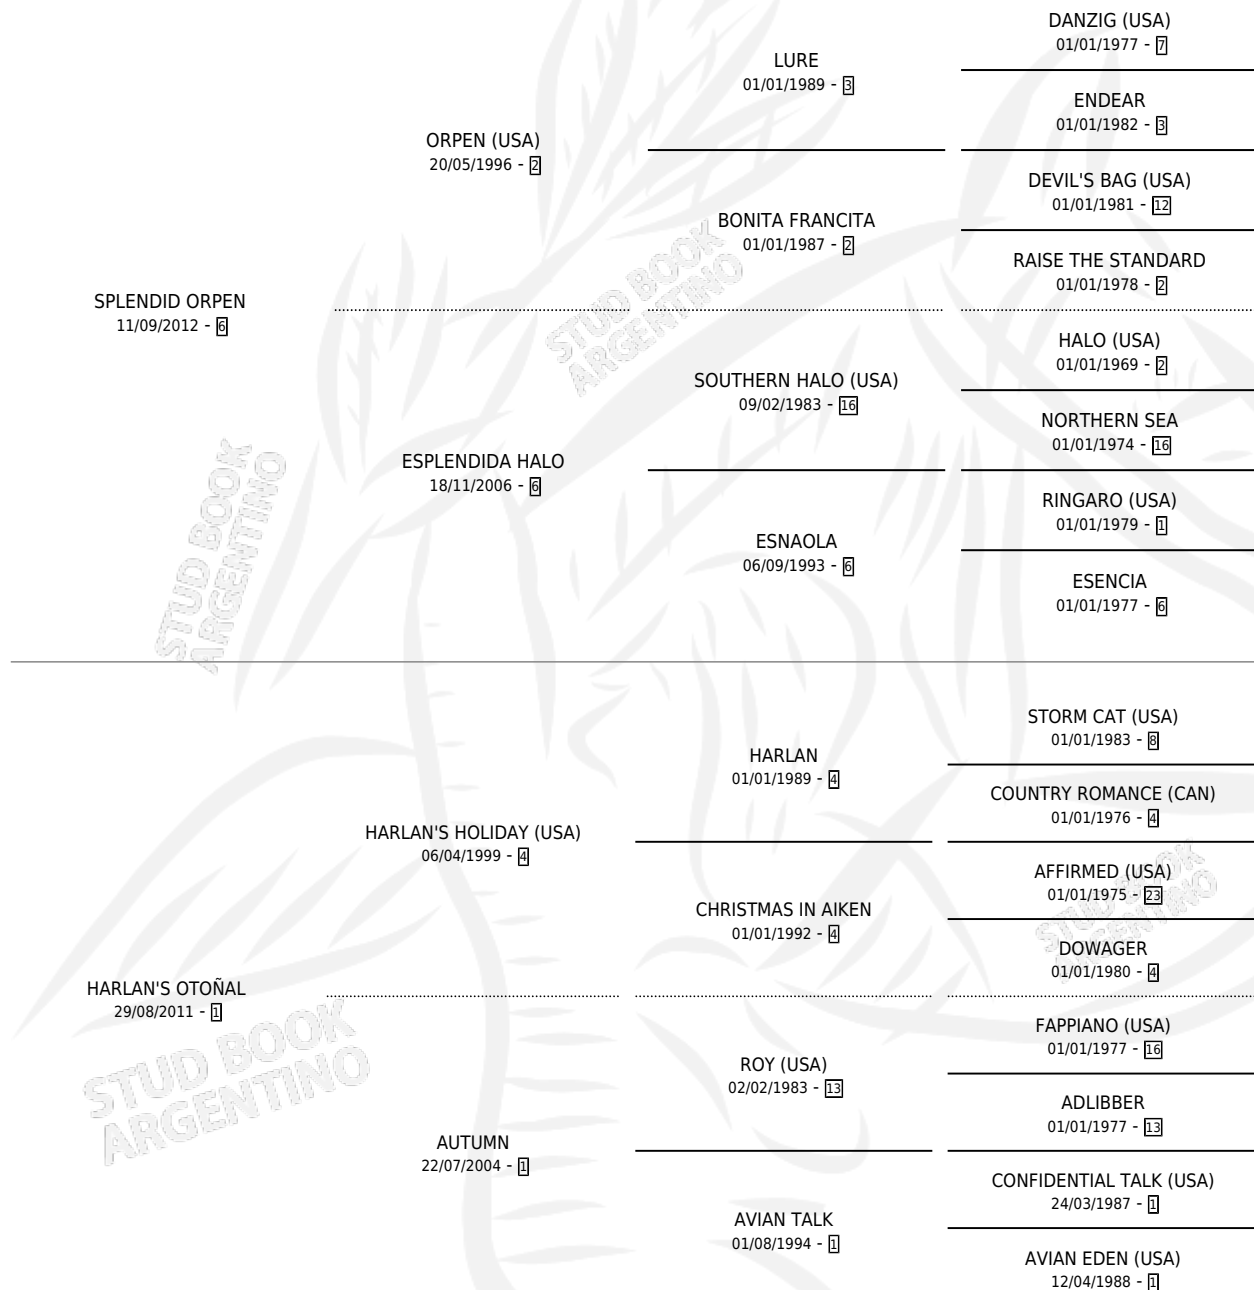 DANZIG (USA)
01/01/1977 - 7
LURE
01/01/1989 - 3
ENDEAR
01/01/1982 - 3
ORPEN (USA)
20/05/1996 - 2
DEVIL'S BAG (USA)
01/01/1981 - 12
BONITA FRANCITA
01/01/1987 - 2
RAISE THE STANDARD
01/01/1978 - 2
SPLENDID ORPEN
11/09/2012 - 6
HALO (USA)
01/01/1969 - 2
SOUTHERN HALO (USA)
09/02/1983 - 16
NORTHERN SEA
01/01/1974 - 16
ESPLENDIDA HALO
18/11/2006 - 6
RINGARO (USA)
01/01/1979 - 1
ESNAOLA
06/09/1993 - 6
ESENCIA
01/01/1977 - 6
STORM CAT (USA)
01/01/1983 - 8
HARLAN
01/01/1989 - 4
COUNTRY ROMANCE (CAN)
01/01/1976 - 4
HARLAN'S HOLIDAY (USA)
06/04/1999 - 4
AFFIRMED (USA)
01/01/1975 - 23
CHRISTMAS IN AIKEN
01/01/1992 - 4
DOWAGER
01/01/1980 - 4
HARLAN'S OTOÑAL
29/08/2011 - 1
FAPPIANO (USA)
01/01/1977 - 16
ROY (USA)
02/02/1983 - 13
ADLIBBER
01/01/1977 - 13
AUTUMN
22/07/2004 - 1
CONFIDENTIAL TALK (USA)
24/03/1987 - 1
AVIAN TALK
01/08/1994 - 1
AVIAN EDEN (USA)
12/04/1988 - 1
STUD BOOK
ARGENTINO
STUD BOOK
ARGENTINO
STUD BOOK
ARGENTINO
STUD BOOK
ARGENTINO